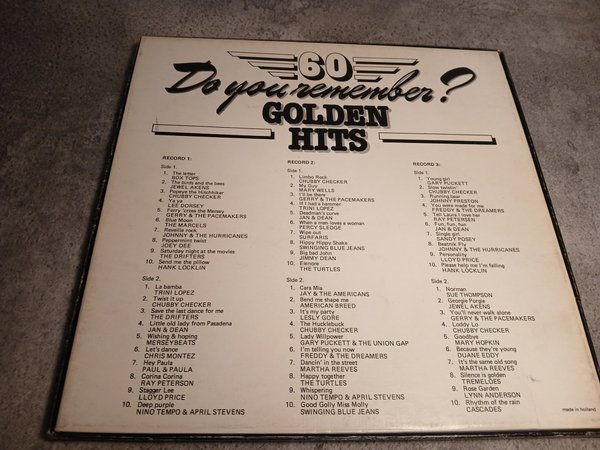 60
Do you remember?
GOLDEN
HITS
RECORD 1:
Side 1.
1. The letter
BOX TOPS
2. The birds and the bees
JEWEL AKENS
3. Popeye the Hitchhiker
CHUBBY CHECKER
4. Ya ya
LEE DORSEY
5. Ferry 'cross the Mersey
GERRY & THE PACEMAKERS
6. Blue Moon
THE MARCELS
7. Reveille rock
JOHNNY & THE HURRICANES
8. Peppermint twist
JOEY DEE
9. Saturday night at the movies
THE DRIFTERS
10. Send me the pillow
HANK LOCKLIN
Side 2.
1. La bamba
TRINI LOPEZ
2. Twist it up
CHUBBY CHECKER
3. Save the last dance for me
THE DRIFTERS
4. Little old lady from Pasadena
JAN & DEAN
5. Wishing & hoping
MERSEYBEATS
6. Let's dance
CHRIS MONTEZ
7. Hey Paula
PAUL & PAULA
8. Corina Corina
RAY PETERSON
9. Stagger Lee
LLOYD PRICE
10. Deep purple
NINO TEMPO & APRIL STEVENS
RECORD 2:
Side 1.
1. Limbo Rock
CHUBBY CHECKER
2. My Guy
MARY WELLS
3. I'll be there
GERRY & THE PACEMAKERS
4. If I had a hammer
TRINI LOPEZ
5. Deadman's curve
JAN & DEAN
6. When a man loves a woman
PERCY SLEDGE
7. Wipe out
SURFARIS
8. Hippy Hippy Shake
SWINGING BLUE JEANS
9. Big bad John
JIMMY DEAN
10. Elenore
THE TURTLES
Side 2.
1. Cara Mia
JAY & THE AMERICANS
2. Bend me shape me
AMERICAN BREED
3. It's my party
LESLY GORE
4. The Hucklebuck
CHUBBY CHECKER
5. Lady Willpower
GARY PUCKETT & THE UNION GAP
6. I'm telling you now
FREDDY & THE DREAMERS
7. Dancin' in the street
MARTHA REEVES
8. Happy together
THE TURTLES
9. Whispering
NINO TEMPO & APRIL STEVENS
10. Good Golly Miss Molly
SWINGING BLUE JEANS
RECORD 3:
Side 1.
1. Young girl
GARY PUCKETT
2. Slow twistin'
CHUBBY CHECKER
3. Running bear
JOHNNY PRESTON
4. You were made for me
FREDDY & THE DREAMERS
5. Tell Laura I love her
RAY PETERSEN
6. Fun, fun, fun
JAN & DEAN
7. Single girl
SANDY POSEY
8. Beatnik Fly
JOHNNY & THE HURRICANES
9. Personality
LLOYD PRICE
10. Please help me I'm falling
HANK LOCKLIN
Side 2.
1. Norman
SUE THOMPSON
2. Georgie Porgie
JEWEL AKENS
3. You'll never walk alone
GERRY & THE PACEMAKERS
4. Loddy Lo
CHUBBY CHECKER
5. Goodbye
MARY HOPKIN
6. Because they're young
DUANE EDDY
7. It's the same old song
MARTHA REEVES
8. Silence is golden
TREMELOES
9. Rose Garden
LYNN ANDERSON
10. Rhythm of the rain
CASCADES
made in Holland